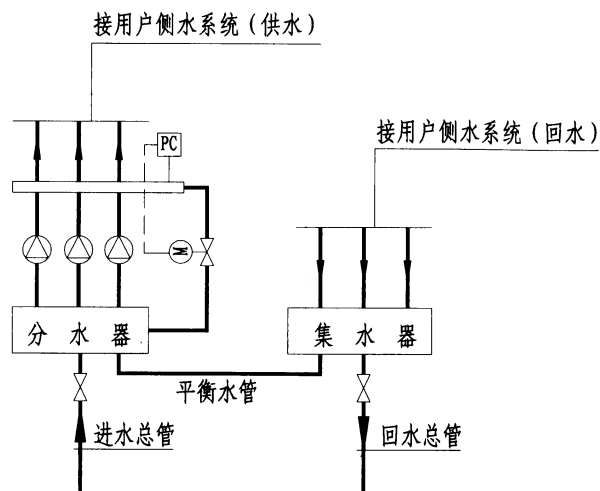 接用户侧水系统(供水)
接用户侧水系统(回水)
PC
M
分水器
集水器
平衡水管
进水总管
回水总管